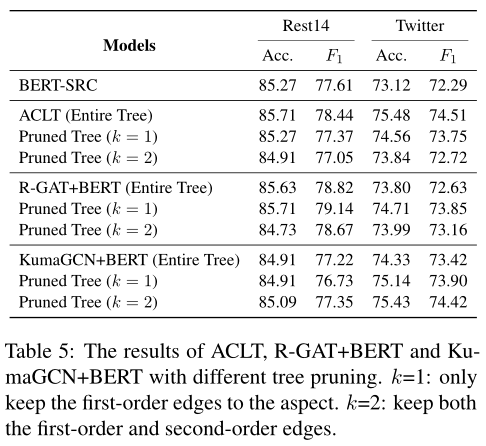 Models Rest14 Twitter
Acc. F1 Acc. F1
BERT-SRC 85.27 77.61 73.12 72.29
ACLT (Entire Tree) 85.71 78.44 75.48 74.51
Pruned Tree (k = 1) 85.27 77.37 74.56 73.75
Pruned Tree (k = 2) 84.91 77.05 73.84 72.72
R-GAT+BERT (Entire Tree) 85.63 78.82 73.80 72.63
Pruned Tree (k = 1) 85.71 79.14 74.71 73.85
Pruned Tree (k = 2) 84.73 78.67 73.99 73.16
KumaGCN+BERT (Entire Tree) 84.91 77.22 74.33 73.42
Pruned Tree (k = 1) 84.91 76.73 75.14 73.90
Pruned Tree (k = 2) 85.09 77.35 75.43 74.42
Table 5: The results of ACLT, R-GAT+BERT and Ku-
maGCN+BERT with different tree pruning. k=1: only
keep the first-order edges to the aspect. k=2: keep both
the first-order and second-order edges.